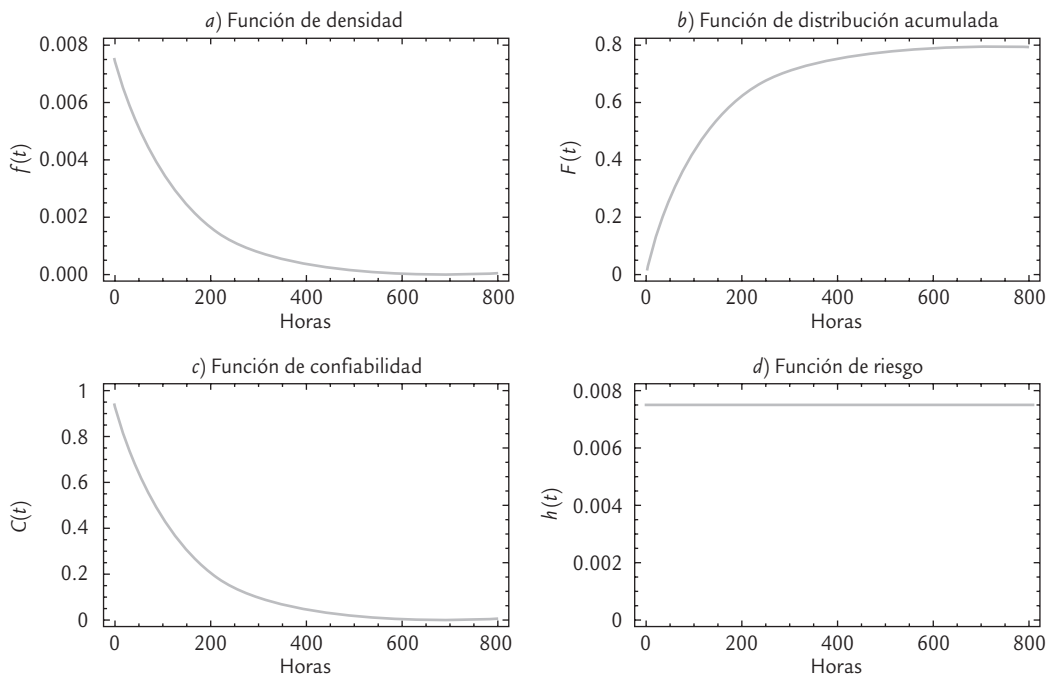 a) Función de densidad
0.008
0.006
0.004
0.002
0.000
f(t)
0 200 400 600 800
Horas
b) Función de distribución acumulada
0.8
0.6
0.4
0.2
0
F(t)
0 200 400 600 800
Horas
c) Función de confiabilidad
1
0.8
0.6
0.4
0.2
0
C(t)
0 200 400 600 800
Horas
d) Función de riesgo
0.008
0.006
0.004
0.002
0
h(t)
0 200 400 600 800
Horas